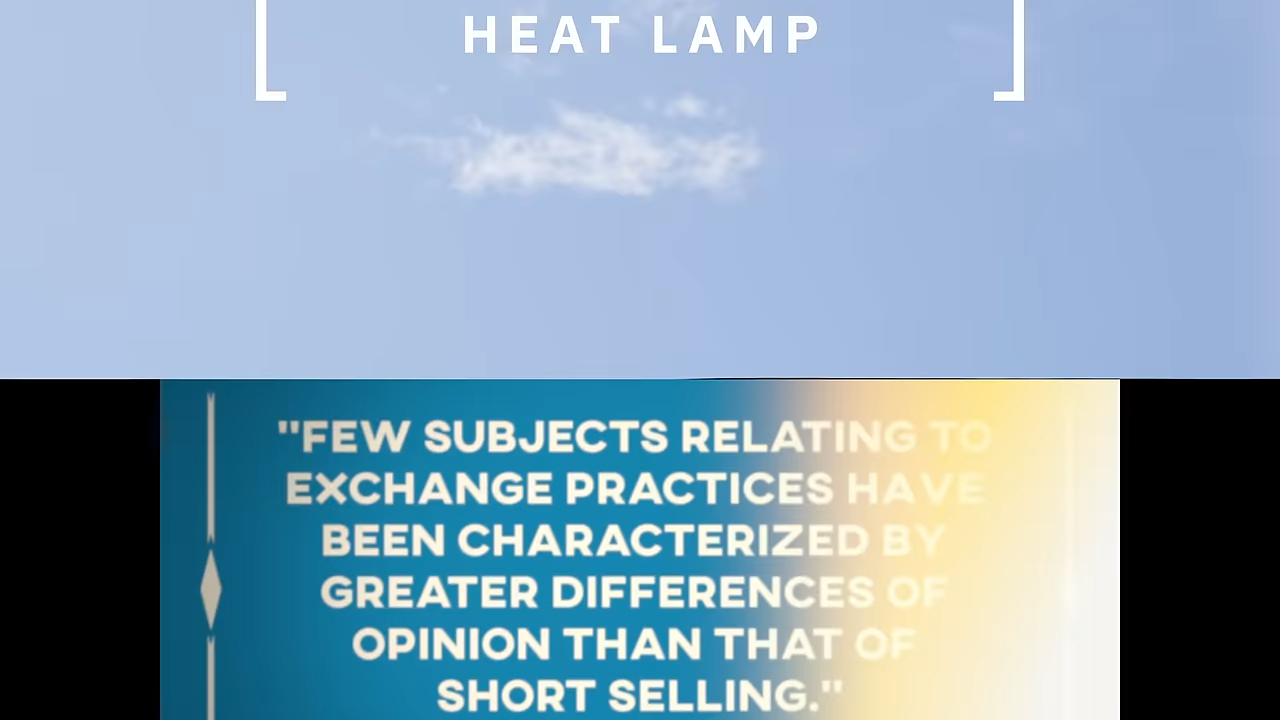 HEAT LAMP
"FEW SUBJECTS RELATING TO
EXCHANGE PRACTICES HAVE
BEEN CHARACTERIZED BY
GREATER DIFFERENCES OF
OPINION THAN THAT OF
SHORT SELLING."